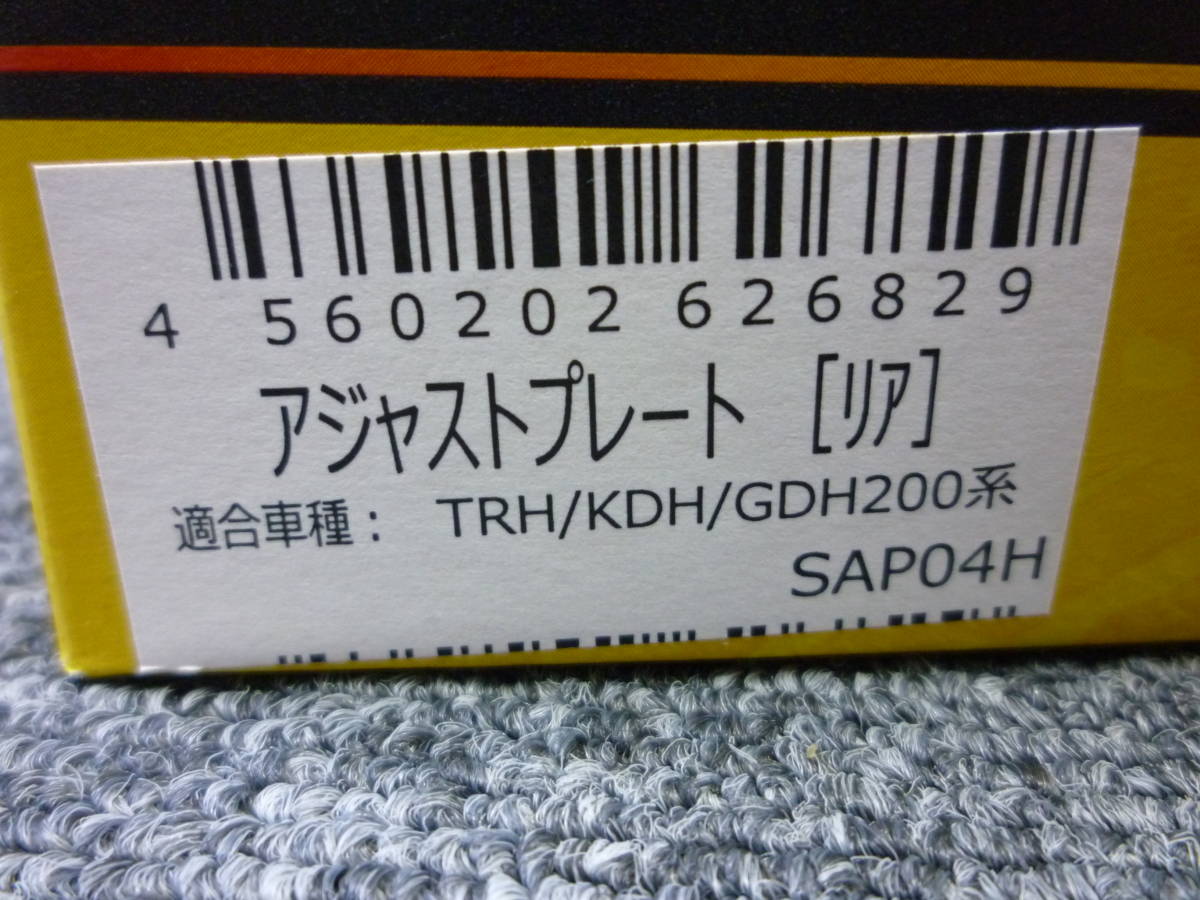 4 560202 626829
アジャストプレート ［リア］
適合車種： TRH/KDH/GDH200系
SAP04H